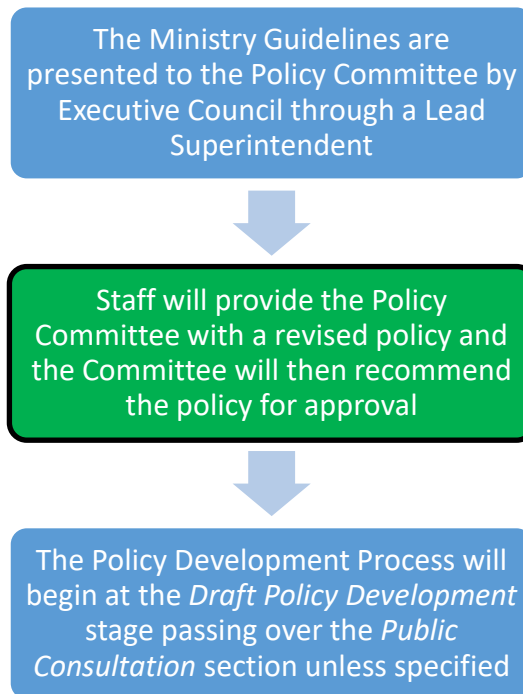 The Ministry Guidelines are
presented to the Policy Committee by
Executive Council through a Lead
Superintendent
Staff will provide the Policy
Committee with a revised policy and
the Committee will then recommend
the policy for approval
The Policy Development Process will
begin at the Draft Policy Development
stage passing over the Public
Consultation section unless specified